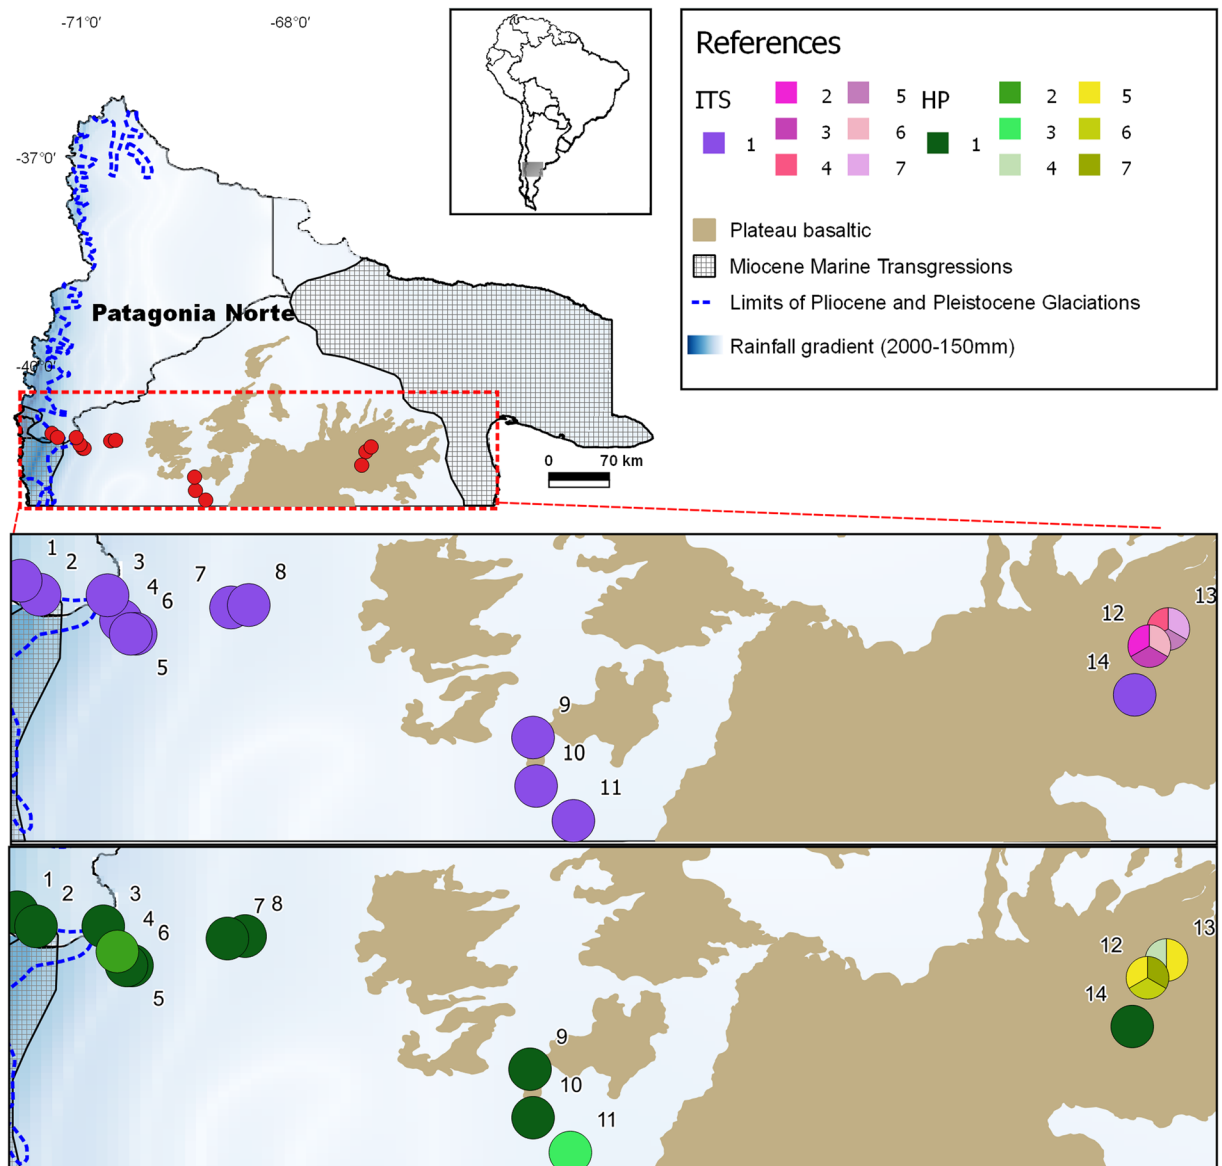 -71°0′ -68°0′
-37°0′
-40°0′
Patagonia Norte
0 70 km
References
ITS 2 5 HP 2 5
1 3 6 1 3 6
4 7 4 7
Plateau basaltic
Miocene Marine Transgressions
Limits of Pliocene and Pleistocene Glaciations
Rainfall gradient (2000-150mm)
1 2 3 4 6 5 7 8
9
10
11
12 13
14
1 2 3 4 6 5 7 8
9
10
11
12 13
14